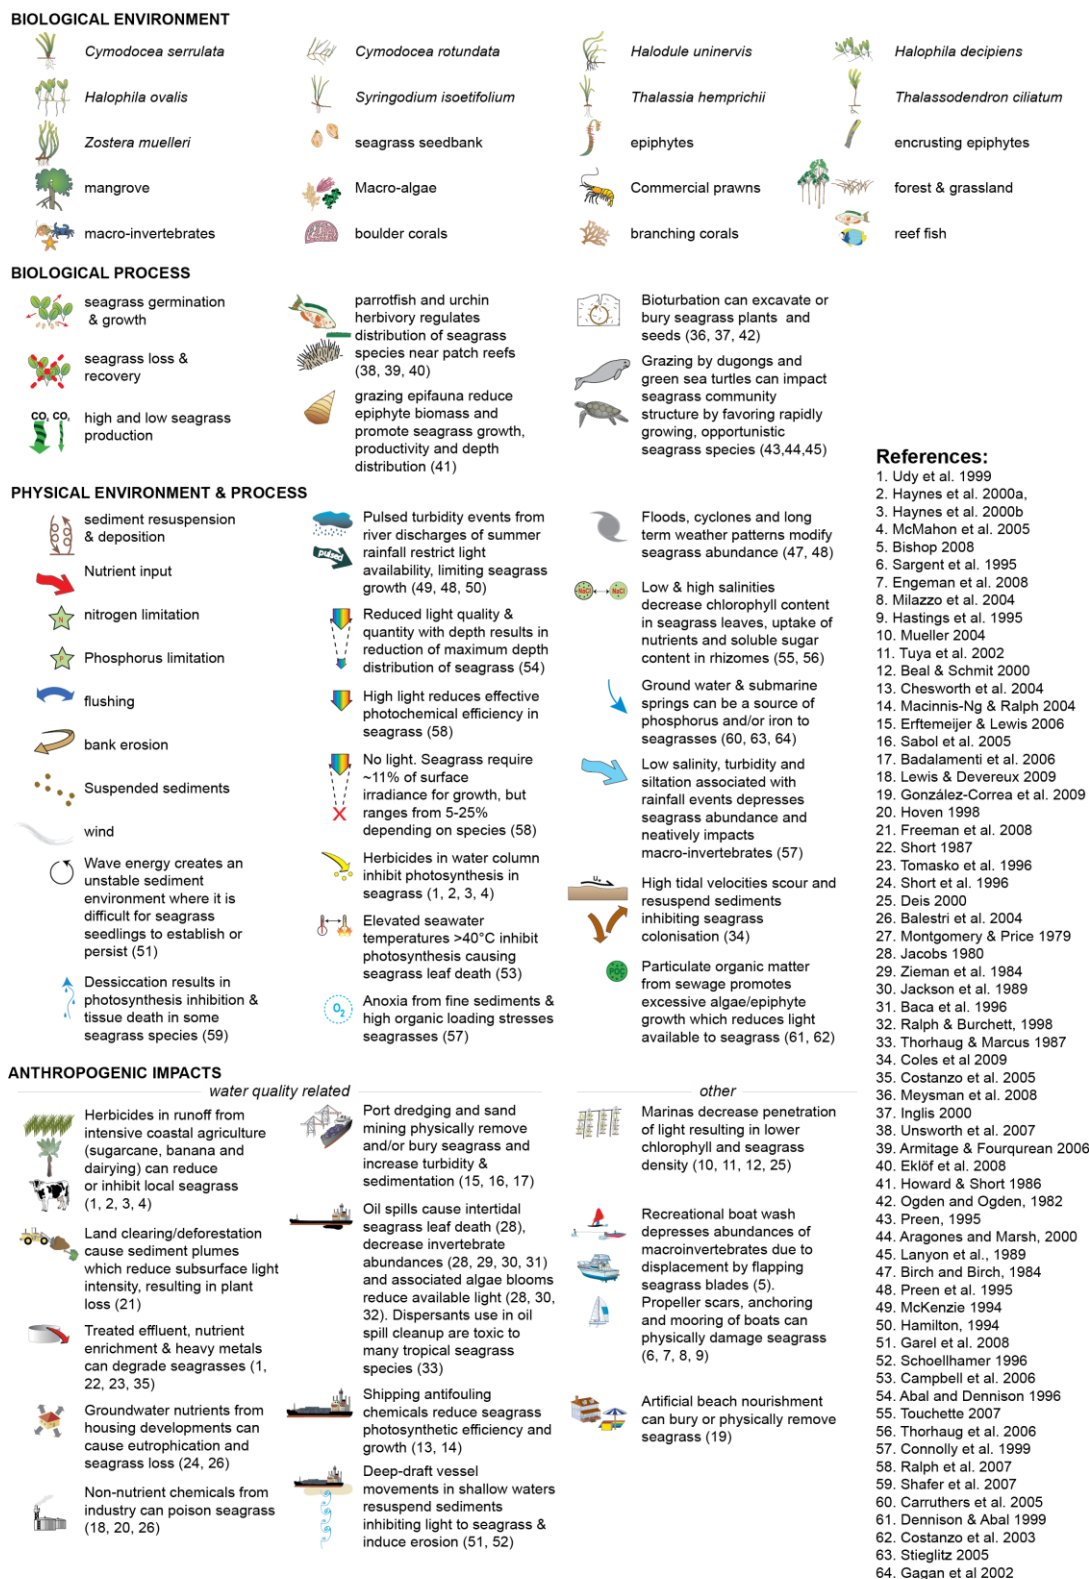 BIOLOGICAL ENVIRONMENT
Cymodocea serrulata
Cymodocea rotundata
Halodule uninervis
Halophila decipiens
Halophila ovalis
Syringodium isoetifolium
Thalassia hemprichii
Thalassodendron ciliatum
Zostera muelleri
seagrass seedbank
epiphytes
encrusting epiphytes
mangrove
Macro-algae
Commercial prawns
forest & grassland
macro-invertebrates
boulder corals
branching corals
reef fish
BIOLOGICAL PROCESS
seagrass germination
& growth
seagrass loss &
recovery
CO₂ CO₂
high and low seagrass
production
parrotfish and urchin
herbivory regulates
distribution of seagrass
species near patch reefs
(38, 39, 40)
grazing epifauna reduce
epiphyte biomass and
promote seagrass growth,
productivity and depth
distribution (41)
Bioturbation can excavate or
bury seagrass plants and
seeds (36, 37, 42)
Grazing by dugongs and
green sea turtles can impact
seagrass community
structure by favoring rapidly
growing, opportunistic
seagrass species (43,44,45)
PHYSICAL ENVIRONMENT & PROCESS
sediment resuspension
& deposition
Nutrient input
N
nitrogen limitation
P
Phosphorus limitation
flushing
bank erosion
Suspended sediments
wind
Wave energy creates an
unstable sediment
environment where it is
difficult for seagrass
seedlings to establish or
persist (51)
Dessiccation results in
photosynthesis inhibition &
tissue death in some
seagrass species (59)
pulsed
Pulsed turbidity events from
river discharges of summer
rainfall restrict light
availability, limiting seagrass
growth (49, 48, 50)
Reduced light quality &
quantity with depth results in
reduction of maximum depth
distribution of seagrass (54)
High light reduces effective
photochemical efficiency in
seagrass (58)
No light. Seagrass require
~11% of surface
irradiance for growth, but
ranges from 5-25%
depending on species (58)
Herbicides in water column
inhibit photosynthesis in
seagrass (1, 2, 3, 4)
Elevated seawater
temperatures >40°C inhibit
photosynthesis causing
seagrass leaf death (53)
O₂
Anoxia from fine sediments &
high organic loading stresses
seagrasses (57)
Floods, cyclones and long
term weather patterns modify
seagrass abundance (47, 48)
NaCl NaCl
Low & high salinities
decrease chlorophyll content
in seagrass leaves, uptake of
nutrients and soluble sugar
content in rhizomes (55, 56)
Ground water & submarine
springs can be a source of
phosphorus and/or iron to
seagrasses (60, 63, 64)
Low salinity, turbidity and
siltation associated with
rainfall events depresses
seagrass abundance and
neatively impacts
macro-invertebrates (57)
High tidal velocities scour and
resuspend sediments
inhibiting seagrass
colonisation (34)
POC
Particulate organic matter
from sewage promotes
excessive algae/epiphyte
growth which reduces light
available to seagrass (61, 62)
ANTHROPOGENIC IMPACTS
water quality related
Herbicides in runoff from
intensive coastal agriculture
(sugarcane, banana and
dairying) can reduce
or inhibit local seagrass
(1, 2, 3, 4)
Land clearing/deforestation
cause sediment plumes
which reduce subsurface light
intensity, resulting in plant
loss (21)
Treated effluent, nutrient
enrichment & heavy metals
can degrade seagrasses (1,
22, 23, 35)
Groundwater nutrients from
housing developments can
cause eutrophication and
seagrass loss (24, 26)
Non-nutrient chemicals from
industry can poison seagrass
(18, 20, 26)
Port dredging and sand
mining physically remove
and/or bury seagrass and
increase turbidity &
sedimentation (15, 16, 17)
Oil spills cause intertidal
seagrass leaf death (28),
decrease invertebrate
abundances (28, 29, 30, 31)
and associated algae blooms
reduce available light (28, 30,
32). Dispersants use in oil
spill cleanup are toxic to
many tropical seagrass
species (33)
Shipping antifouling
chemicals reduce seagrass
photosynthetic efficiency and
growth (13, 14)
Deep-draft vessel
movements in shallow waters
resuspend sediments
inhibiting light to seagrass &
induce erosion (51, 52)
other
Marinas decrease penetration
of light resulting in lower
chlorophyll and seagrass
density (10, 11, 12, 25)
Recreational boat wash
depresses abundances of
macroinvertebrates due to
displacement by flapping
seagrass blades (5).
Propeller scars, anchoring
and mooring of boats can
physically damage seagrass
(6, 7, 8, 9)
Artificial beach nourishment
can bury or physically remove
seagrass (19)
References:
1. Udy et al. 1999
2. Haynes et al. 2000a,
3. Haynes et al. 2000b
4. McMahon et al. 2005
5. Bishop 2008
6. Sargent et al. 1995
7. Engeman et al. 2008
8. Milazzo et al. 2004
9. Hastings et al. 1995
10. Mueller 2004
11. Tuya et al. 2002
12. Beal & Schmit 2000
13. Chesworth et al. 2004
14. Macinnis-Ng & Ralph 2004
15. Erftemeijer & Lewis 2006
16. Sabol et al. 2005
17. Badalamenti et al. 2006
18. Lewis & Devereux 2009
19. González-Correa et al. 2009
20. Hoven 1998
21. Freeman et al. 2008
22. Short 1987
23. Tomasko et al. 1996
24. Short et al. 1996
25. Deis 2000
26. Balestri et al. 2004
27. Montgomery & Price 1979
28. Jacobs 1980
29. Zieman et al. 1984
30. Jackson et al. 1989
31. Baca et al. 1996
32. Ralph & Burchett, 1998
33. Thorhaug & Marcus 1987
34. Coles et al 2009
35. Costanzo et al. 2005
36. Meysman et al. 2008
37. Inglis 2000
38. Unsworth et al. 2007
39. Armitage & Fourqurean 2006
40. Eklöf et al. 2008
41. Howard & Short 1986
42. Ogden and Ogden, 1982
43. Preen, 1995
44. Aragones and Marsh, 2000
45. Lanyon et al., 1989
47. Birch and Birch, 1984
48. Preen et al. 1995
49. McKenzie 1994
50. Hamilton, 1994
51. Garel et al. 2008
52. Schoellhamer 1996
53. Campbell et al. 2006
54. Abal and Dennison 1996
55. Touchette 2007
56. Thorhaug et al. 2006
57. Connolly et al. 1999
58. Ralph et al. 2007
59. Shafer et al. 2007
60. Carruthers et al. 2005
61. Dennison & Abal 1999
62. Costanzo et al. 2003
63. Stieglitz 2005
64. Gagan et al 2002